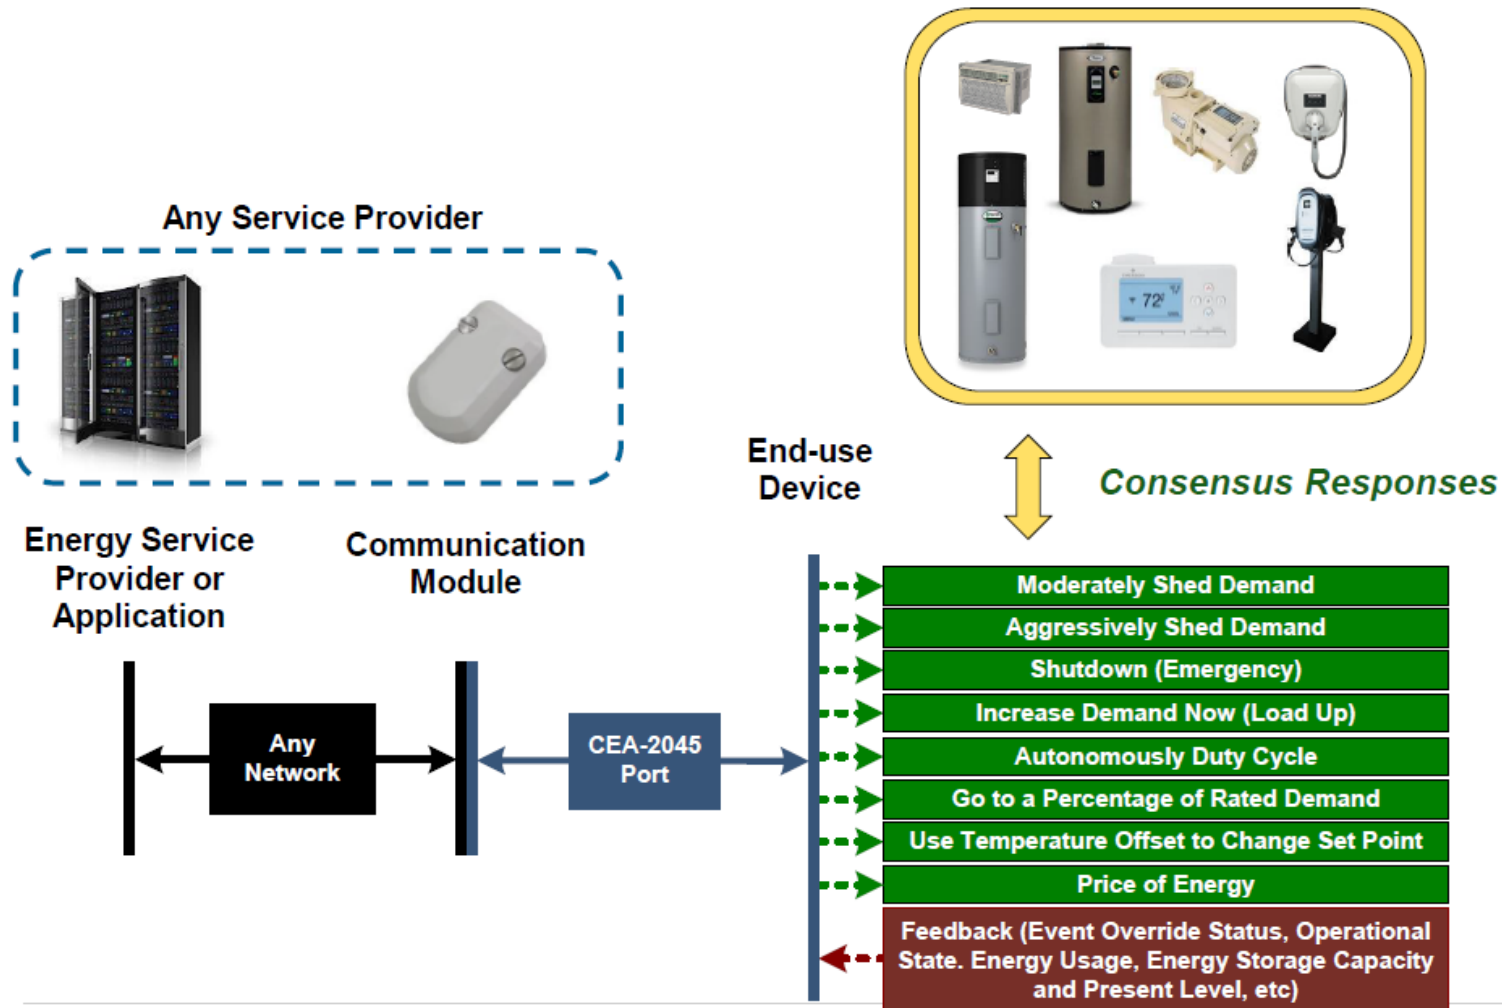 Any Service Provider
72°
End-use
Device
Consensus Responses
Energy Service
Provider or
Application
Communication
Module
Any
Network
CEA-2045
Port
Moderately Shed Demand
Aggressively Shed Demand
Shutdown (Emergency)
Increase Demand Now (Load Up)
Autonomously Duty Cycle
Go to a Percentage of Rated Demand
Use Temperature Offset to Change Set Point
Price of Energy
Feedback (Event Override Status, Operational
State. Energy Usage, Energy Storage Capacity
and Present Level, etc)